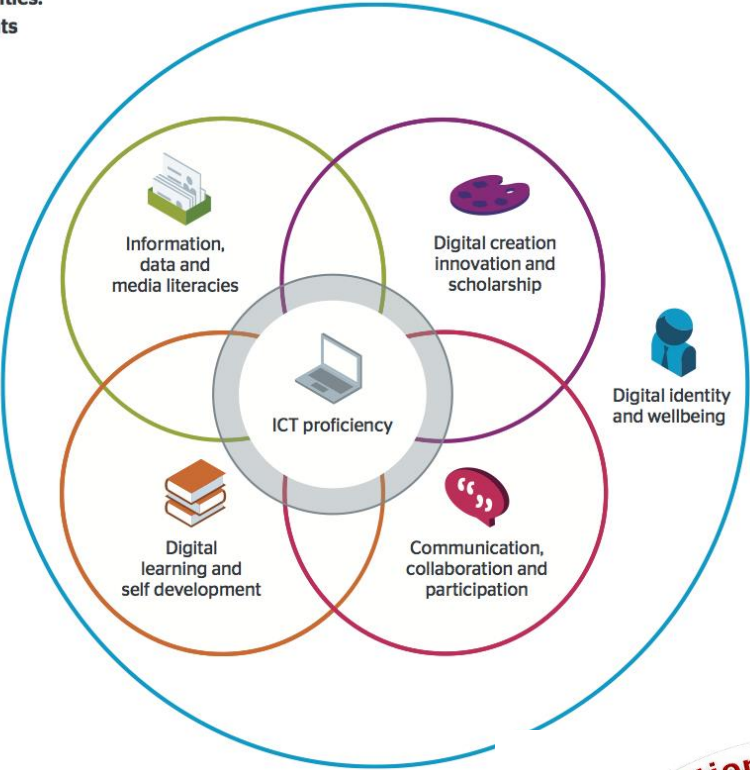 ts
Information,
data and
media literacies
Digital creation
innovation and
scholarship
ICT proficiency
Digital identity
and wellbeing
Digital
learning and
self development
Communication,
collaboration and
participation